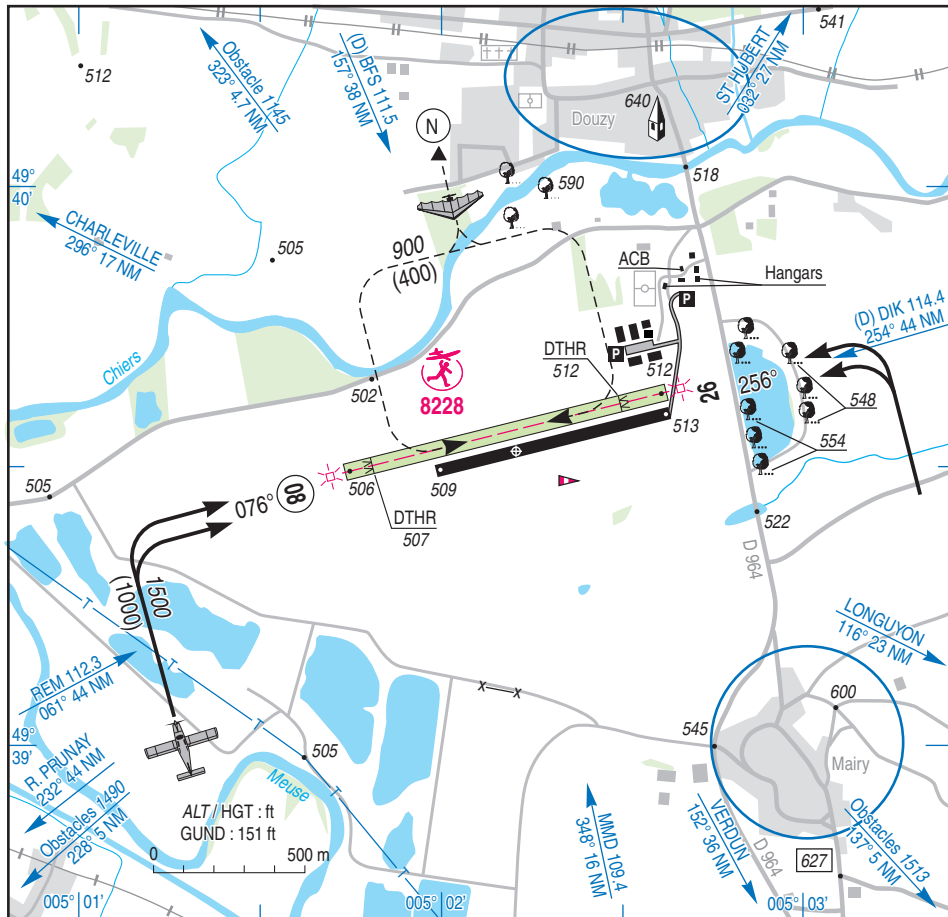 541
512
Obstacle 1145
323° 4.7 NM
(D) BFS 111.5
157° 38 NM
ST HUBERT
032° 27 NM
640
Douzy
N
518
49°
40'
590
CHARLEVILLE
296° 17 NM
505
900
(400)
ACB
Hangars
P
(D) DIK 114.4
254° 44 NM
Chiers
DTHR
512
P
512
502
8228
26
256°
548
513
554
505
506
509
076°
08
DTHR
507
522
D 964
1500
(1000)
T
LONGUYON
116° 23 NM
REM 112.3
061° 44 NM
T
X
X
600
49°
39'
505
545
Mairy
R. PRUNAY
232° 44 NM
Meuse
T
Obstacles 1490
228° 5 NM
ALT / HGT : ft
GUND : 151 ft
0
500 m
MMD 109.4
348° 16 NM
VERDUN
152° 36 NM
D 964
Obstacles 1513
137° 5 NM
627
005° 01'
005° 02'
005° 03'